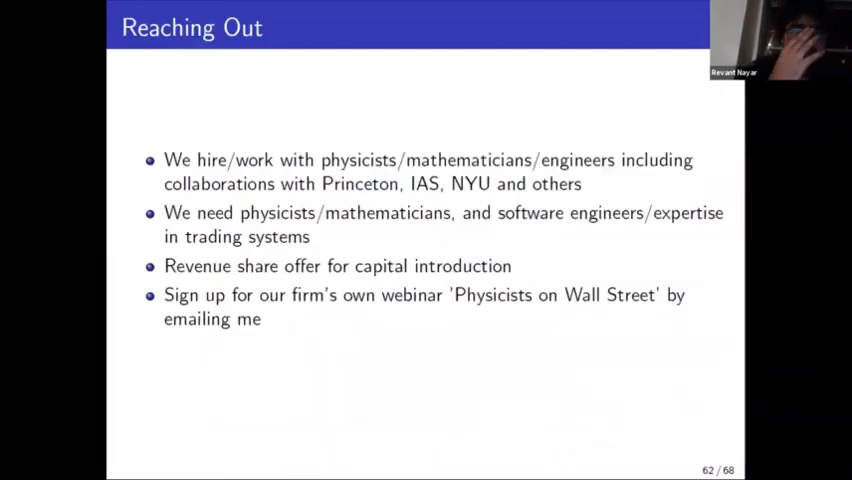 Reaching Out
Revant Nayar
We hire/work with physicists/mathematicians/engineers including
collaborations with Princeton, IAS, NYU and others
We need physicists/mathematicians, and software engineers/expertise
in trading systems
Revenue share offer for capital introduction
Sign up for our firm's own webinar 'Physicists on Wall Street' by
emailing me
62 / 68